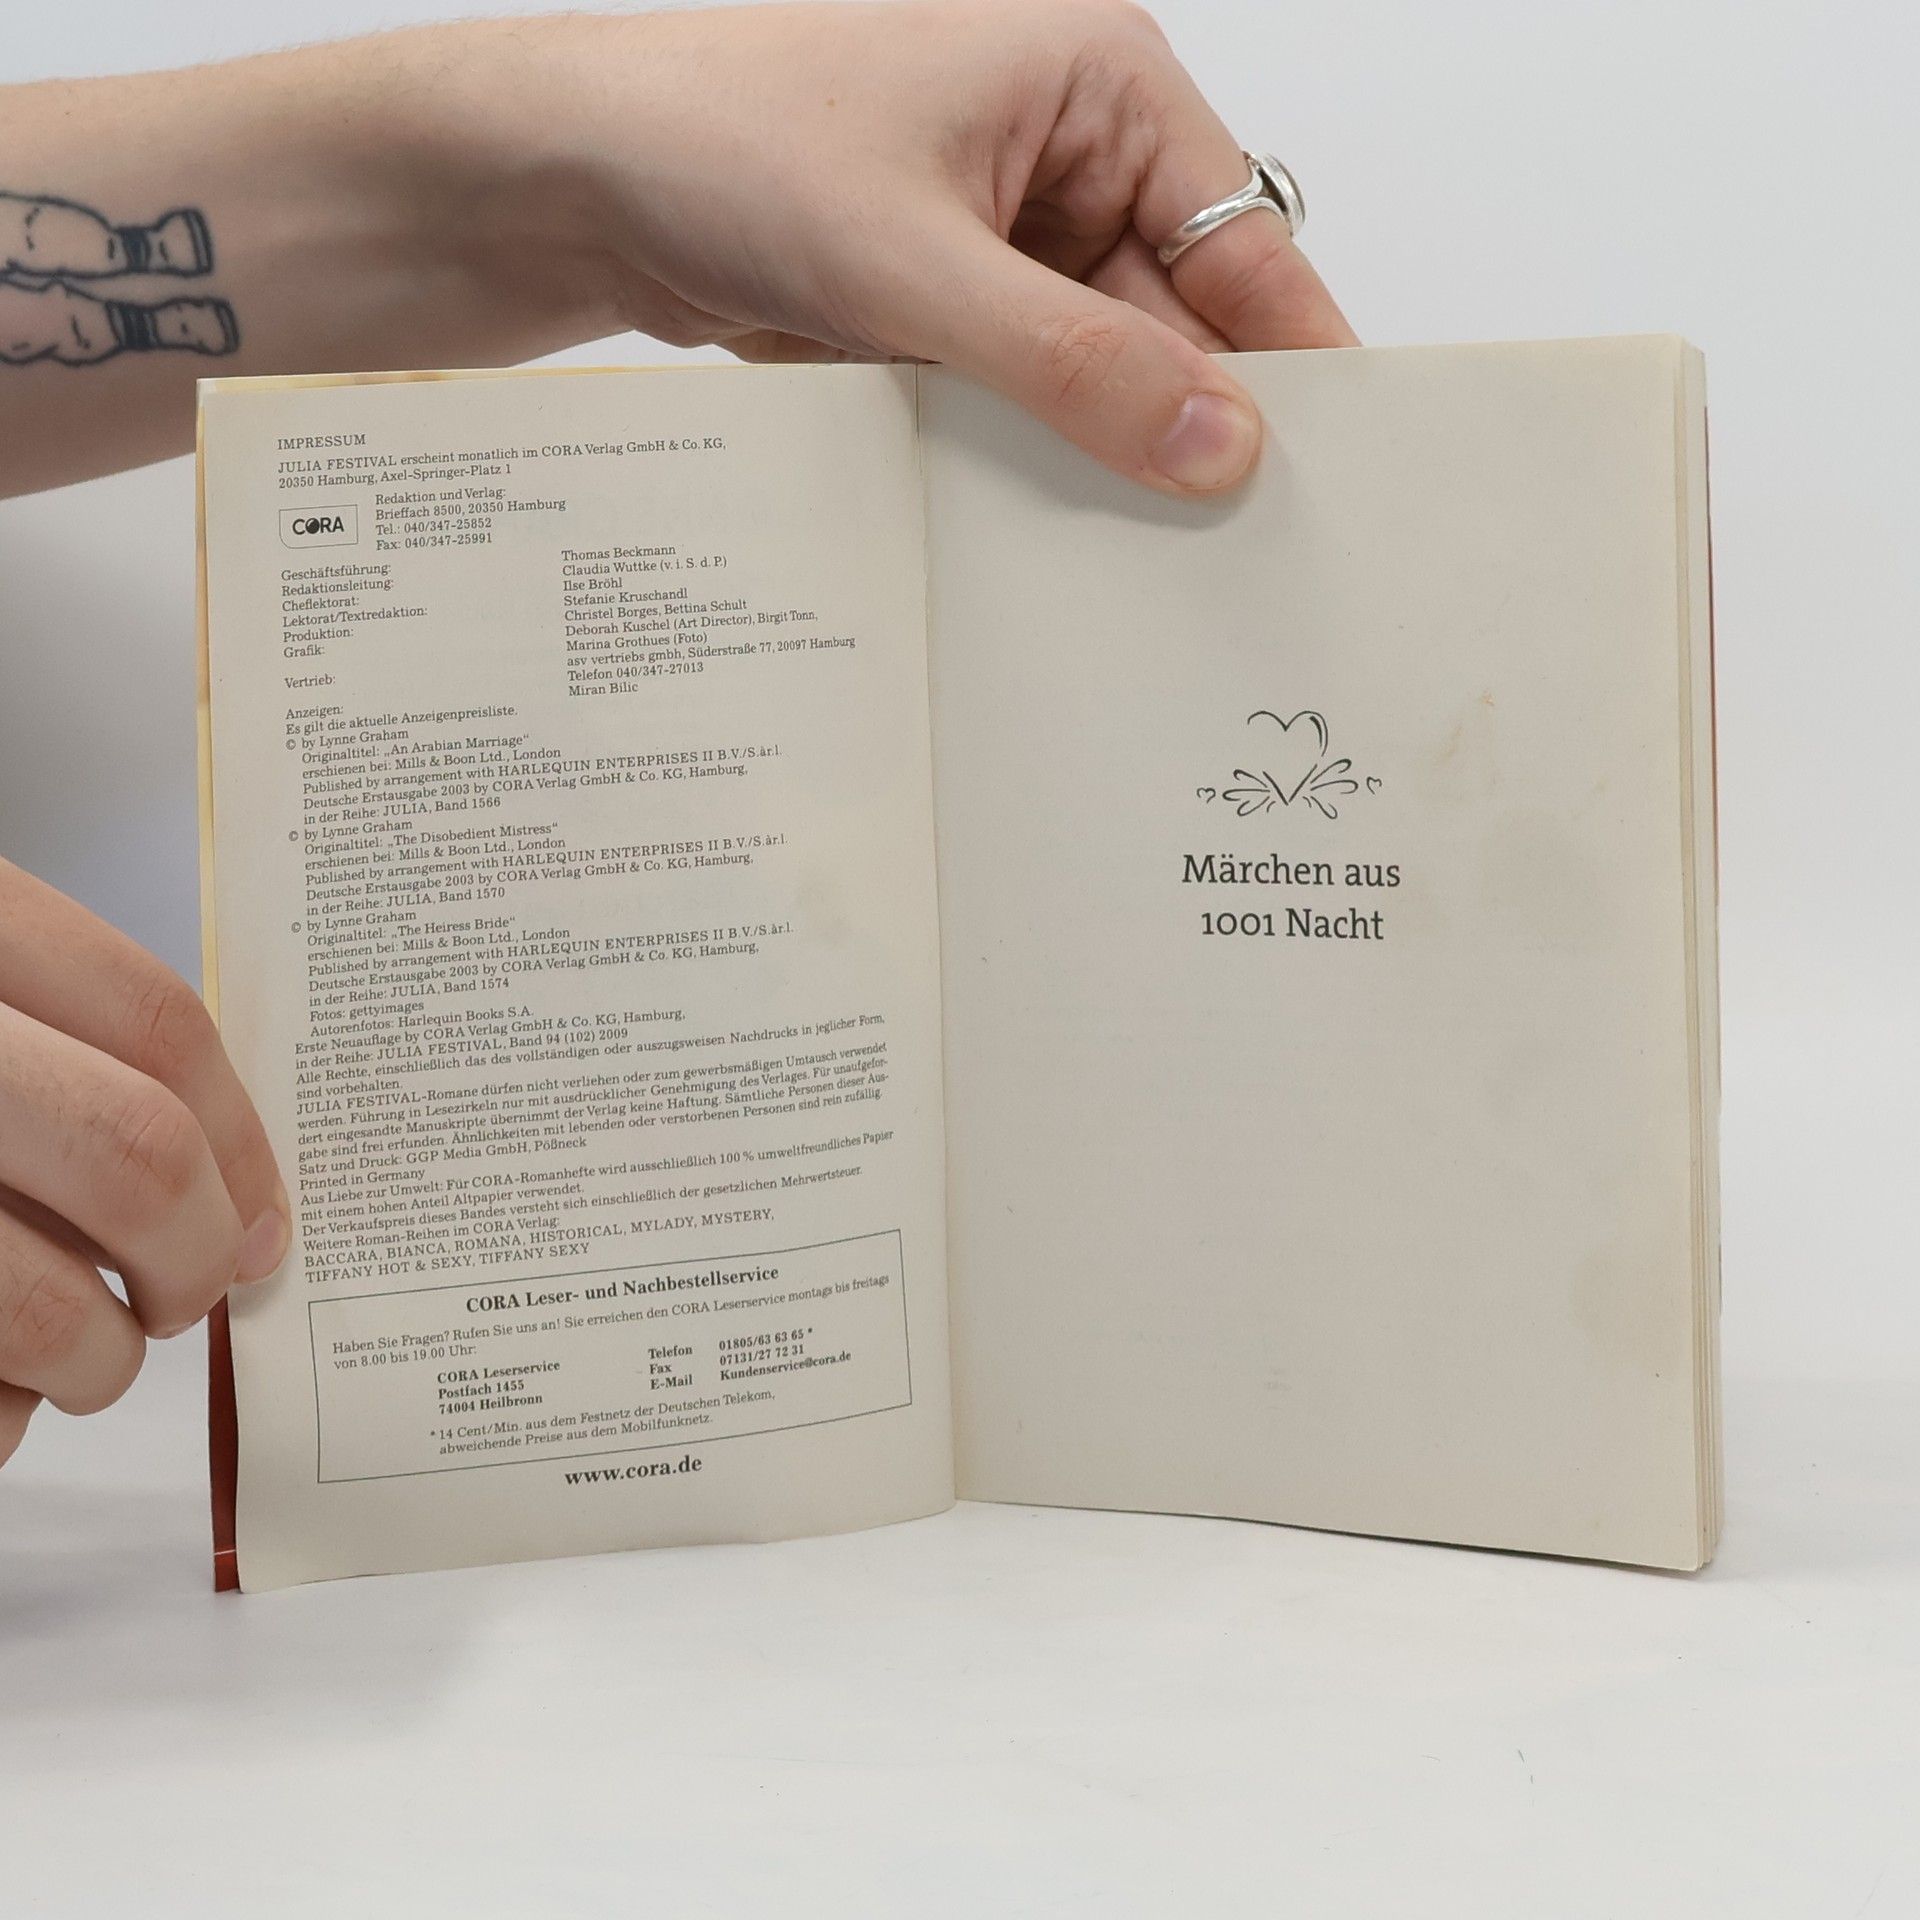 IMPRESSUM
JULIA FESTIVAL erscheint monatlich im CORA Verlag GmbH & Co. KG,
20350 Hamburg, Axel-Springer-Platz 1
CORA
Redaktion und Verlag:
Brieffach 8500, 20350 Hamburg
Tel.: 040/347-25852
Fax: 040/347-25991
Geschäftsführung: Thomas Beckmann
Redaktionsleitung: Claudia Wuttke (v. i. S. d. P.)
Cheflektorat: Ilse Bröhl
Lektorat/Textredaktion: Stefanie Kruschandl
Produktion: Christel Borges, Bettina Schult
Grafik: Deborah Kuschel (Art Director), Birgit Tonn,
Marina Grothues (Foto)
Vertrieb: asv vertriebs gmbh, Süderstraße 77, 20097 Hamburg
Telefon 040/347-27013
Anzeigen: Miran Bilic
Es gilt die aktuelle Anzeigenpreisliste.
© by Lynne Graham
Originaltitel: „An Arabian Marriage“
erschienen bei: Mills & Boon Ltd., London
Published by arrangement with HARLEQUIN ENTERPRISES II B.V./S.àr.l.
Deutsche Erstausgabe 2003 by CORA Verlag GmbH & Co. KG, Hamburg,
in der Reihe: JULIA, Band 1566
© by Lynne Graham
Originaltitel: „The Disobedient Mistress“
erschienen bei: Mills & Boon Ltd., London
Published by arrangement with HARLEQUIN ENTERPRISES II B.V./S.àr.l.
Deutsche Erstausgabe 2003 by CORA Verlag GmbH & Co. KG, Hamburg,
in der Reihe: JULIA, Band 1570
© by Lynne Graham
Originaltitel: „The Heiress Bride“
erschienen bei: Mills & Boon Ltd., London
Published by arrangement with HARLEQUIN ENTERPRISES II B.V./S.àr.l.
Deutsche Erstausgabe 2003 by CORA Verlag GmbH & Co. KG, Hamburg,
in der Reihe: JULIA, Band 1574
Fotos: gettyimages
Autorenfotos: Harlequin Books S.A.
Erste Neuauflage by CORA Verlag GmbH & Co. KG, Hamburg,
in der Reihe: JULIA FESTIVAL, Band 94 (102) 2009
Alle Rechte, einschließlich das des vollständigen oder auszugsweisen Nachdrucks in jeglicher Form,
sind vorbehalten.
JULIA FESTIVAL-Romane dürfen nicht verliehen oder zum gewerbsmäßigen Umtausch verwendet
werden. Führung in Lesezirkeln nur mit ausdrücklicher Genehmigung des Verlages. Für unaufgefor-
dert eingesandte Manuskripte übernimmt der Verlag keine Haftung. Sämtliche Personen dieser Aus-
gabe sind frei erfunden. Ähnlichkeiten mit lebenden oder verstorbenen Personen sind rein zufällig.
Satz und Druck: GGP Media GmbH, Pößneck
Printed in Germany
Aus Liebe zur Umwelt: Für CORA-Romanhefte wird ausschließlich 100 % umweltfreundliches Papier
mit einem hohen Anteil Altpapier verwendet.
Der Verkaufspreis dieses Bandes versteht sich einschließlich der gesetzlichen Mehrwertsteuer.
Weitere Roman-Reihen im CORA Verlag:
BACCARA, BIANCA, ROMANA, HISTORICAL, MYLADY, MYSTERY,
TIFFANY HOT & SEXY, TIFFANY SEXY
CORA Leser- und Nachbestellservice
Haben Sie Fragen? Rufen Sie uns an! Sie erreichen den CORA Leserservice montags bis freitags
von 8.00 bis 19.00 Uhr:
CORA Leserservice Telefon 01805/63 63 65 *
Postfach 1455 Fax 07131/27 72 31
74004 Heilbronn E-Mail Kundenservice@cora.de
* 14 Cent/Min. aus dem Festnetz der Deutschen Telekom,
abweichende Preise aus dem Mobilfunknetz.
www.cora.de
Märchen aus
1001 Nacht